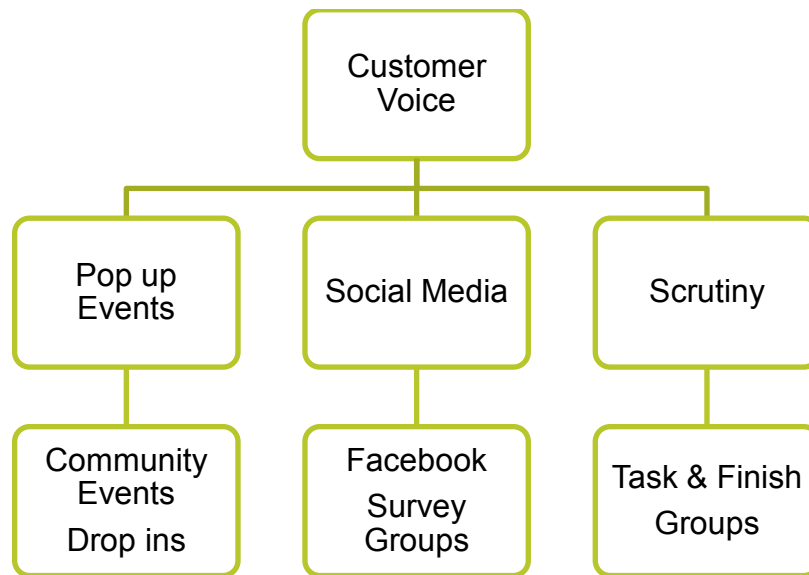 Customer
Voice
Pop up
Events
Social Media
Scrutiny
Community
Events
Drop ins
Facebook
Survey
Groups
Task & Finish
Groups